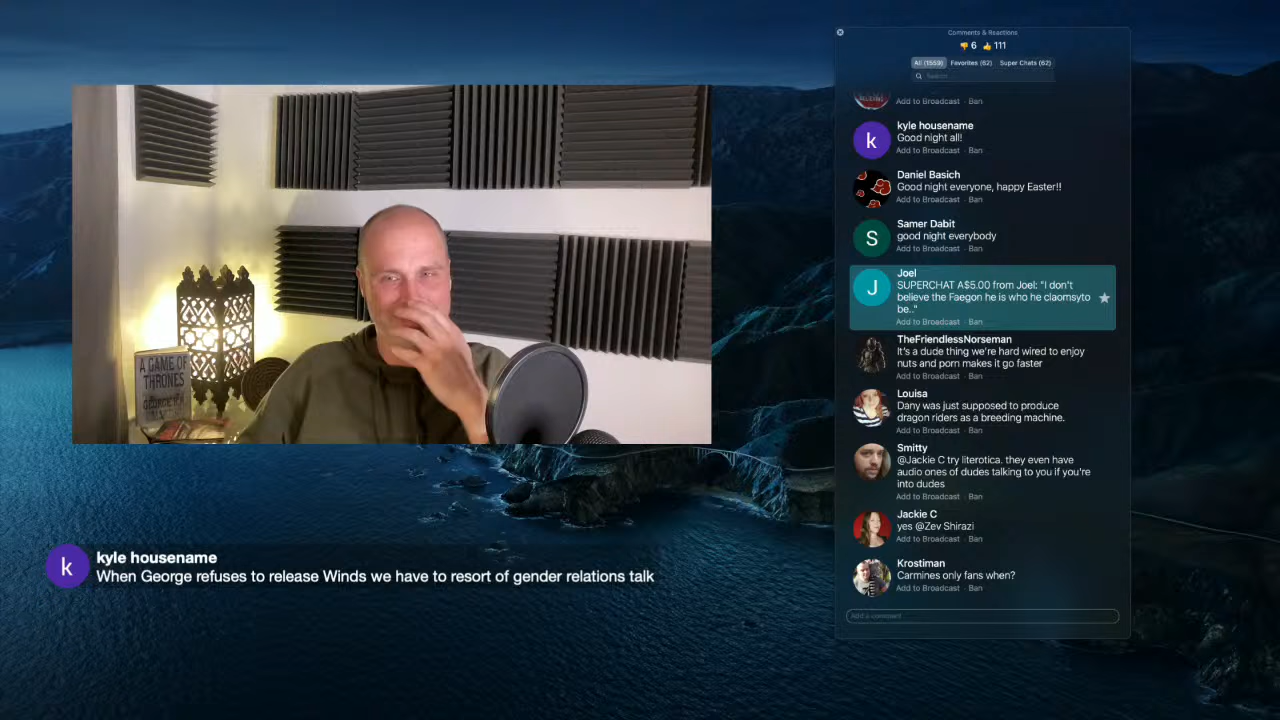 Comments & Reactions
👎 6 👍 111
All (1559) Favorites (62) Super Chats (62)
Search...
Add to Broadcast · Ban
k
kyle housename
Good night all!
Add to Broadcast · Ban
Daniel Basich
Good night everyone, happy Easter!!
Add to Broadcast · Ban
S
Samer Dabit
good night everybody
Add to Broadcast · Ban
J
Joel
SUPERCHAT A$5.00 from Joel: "I don't
believe the Faegon he is who he claomsyto
be.."
Add to Broadcast · Ban
TheFriendlessNorseman
It's a dude thing we're hard wired to enjoy
nuts and porn makes it go faster
Add to Broadcast · Ban
Louisa
Dany was just supposed to produce
dragon riders as a breeding machine.
Add to Broadcast · Ban
Smitty
@Jackie C try literotica. they even have
audio ones of dudes talking to you if you're
into dudes
Add to Broadcast · Ban
Jackie C
yes @Zev Shirazi
Add to Broadcast · Ban
Krostiman
Carmines only fans when?
Add to Broadcast · Ban
Add a comment
A GAME OF
THRONES
GEORGE R R
k
kyle housename
When George refuses to release Winds we have to resort of gender relations talk